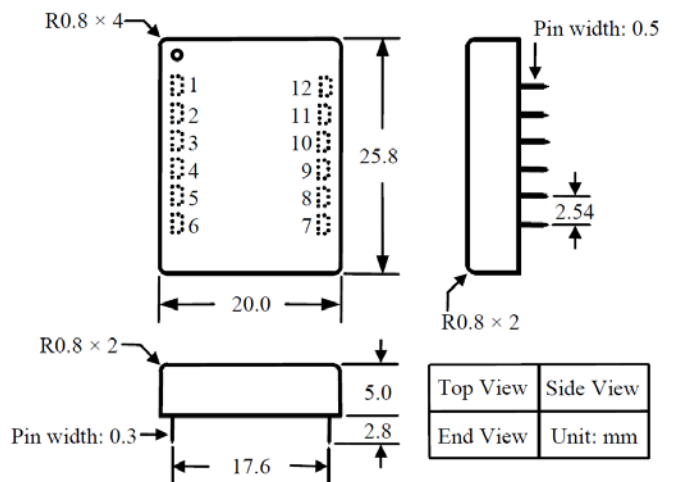 R0.8 × 4
Pin width: 0.5
1 12
2 11
3 10
4 9
5 8
6 7
25.8
2.54
20.0
R0.8 × 2
R0.8 × 2
5.0
2.8
Pin width: 0.3
17.6
Top View Side View
End View Unit: mm